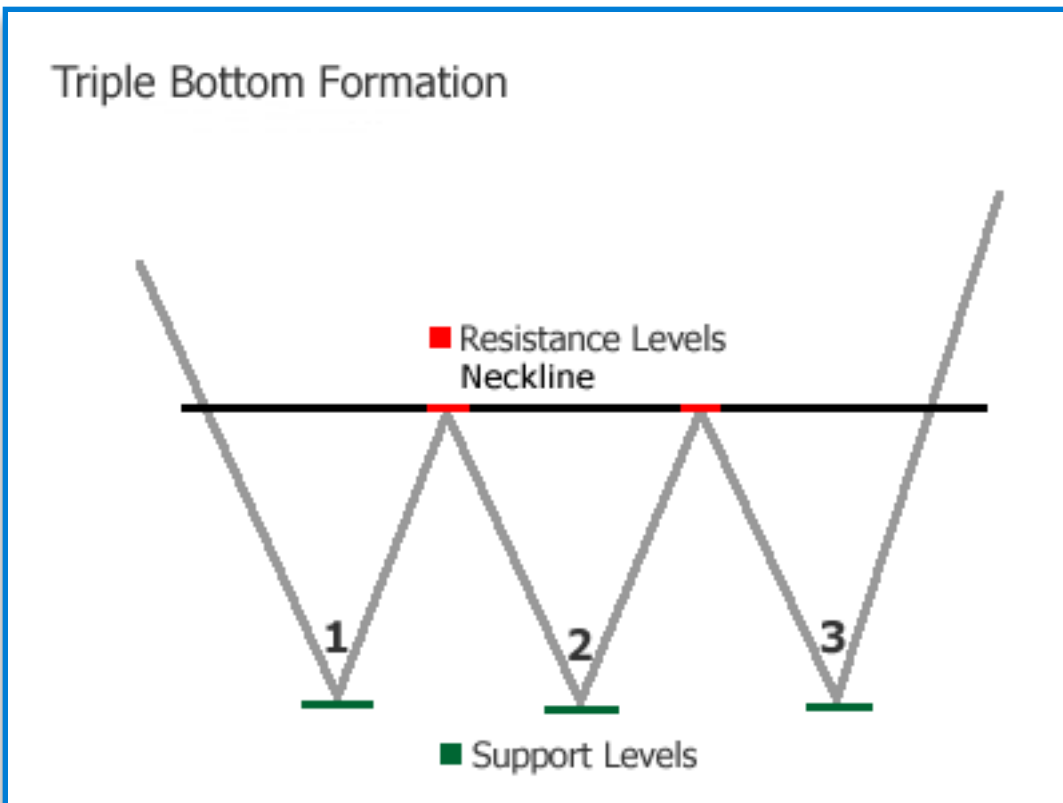 Triple Bottom Formation
Resistance Levels
Neckline
1
2
3
Support Levels